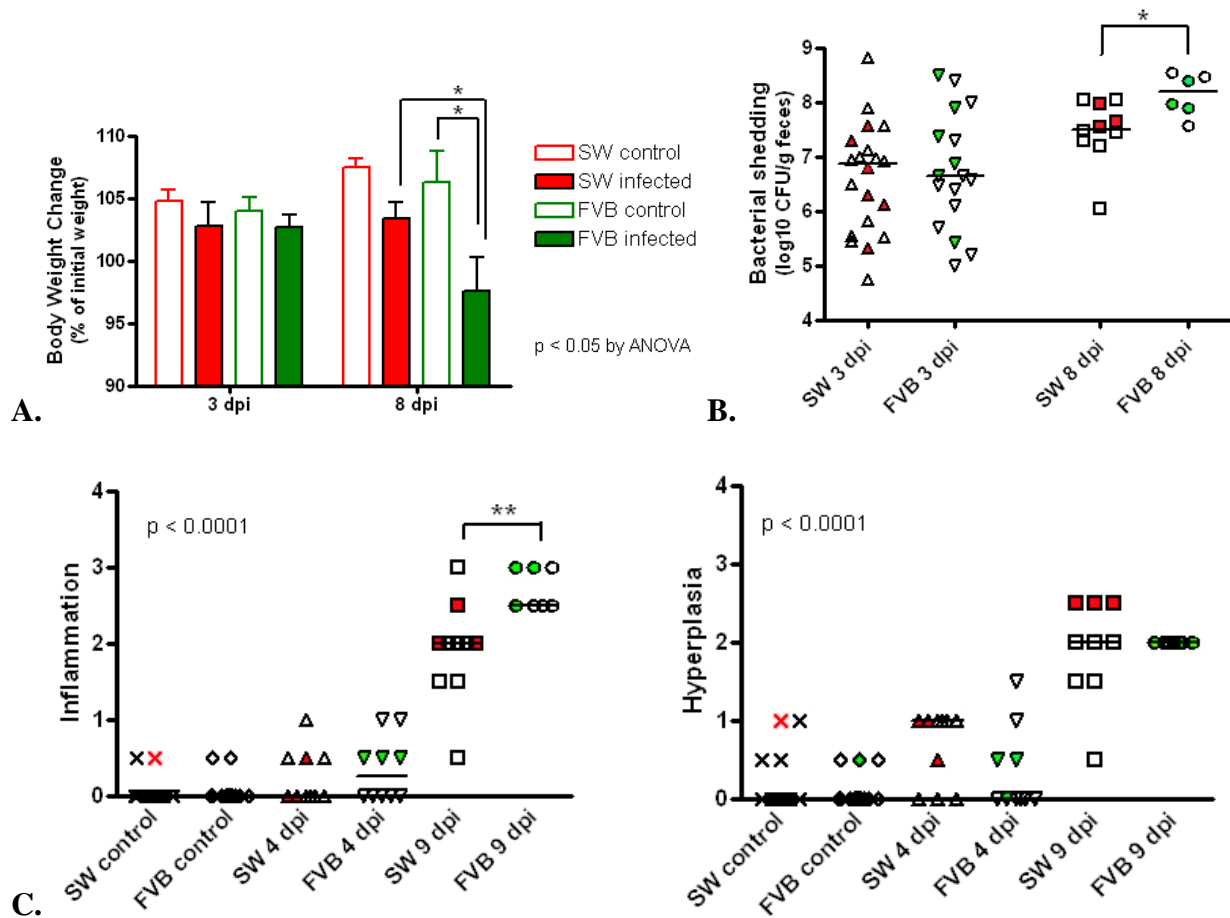 *
*
110
105
100
95
90
Body Weight Change
(% of initial weight)
3 dpi
8 dpi
SW control
SW infected
FVB control
FVB infected
p < 0.05 by ANOVA
A.
*
9
8
7
6
5
4
Bacterial shedding
(log10 CFU/g feces)
SW 3 dpi
FVB 3 dpi
SW 8 dpi
FVB 8 dpi
B.
4
3
2
1
0
Inflammation
p < 0.0001
**
SW control
FVB control
SW 4 dpi
FVB 4 dpi
SW 9 dpi
FVB 9 dpi
4
3
2
1
0
Hyperplasia
p < 0.0001
SW control
FVB control
SW 4 dpi
FVB 4 dpi
SW 9 dpi
FVB 9 dpi
C.